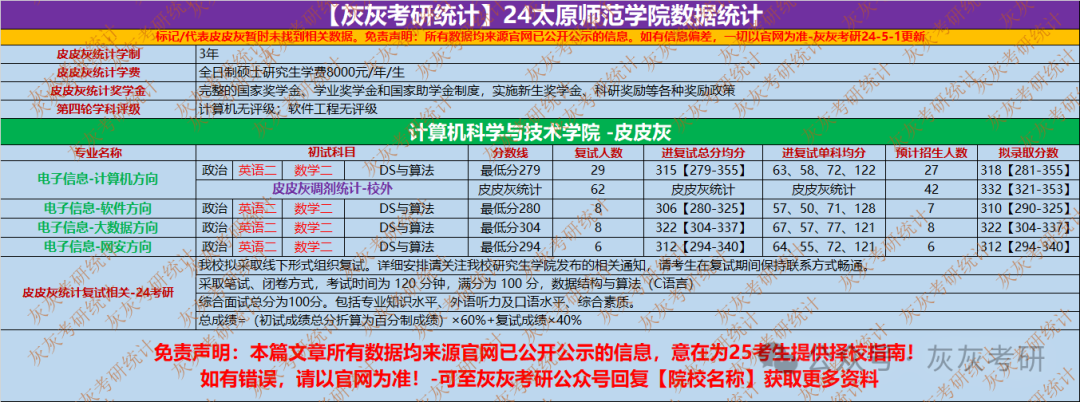 【灰灰考研统计】24太原师范学院数据统计
标记/代表皮皮灰暂时未找到相关数据。免责声明：所有数据均来源官网已公开公示的信息。如有信息偏差，一切以官网为准-灰灰考研24-5-1更新
皮皮灰统计学制 3年
皮皮灰统计学费 全日制硕士研究生学费8000元/年/生
皮皮灰统计奖学金 完整的国家奖学金、学业奖学金和国家助学金制度，实施新生奖学金、科研奖励等各种奖励政策
第四轮学科评级 计算机无评级；软件工程无评级
计算机科学与技术学院 -皮皮灰
专业名称 初试科目 分数线 复试人数 进复试总分均分 进复试单科均分 预计招生人数 拟录取分数
电子信息-计算机方向 政治 英语二 数学二 DS与算法 最低分279 29 315【279-355】 63、58、72、122 27 318【281-355】
皮皮灰调剂统计-校外 皮皮灰统计 62 皮皮灰统计 皮皮灰统计 42 332【321-353】
电子信息-软件方向 政治 英语二 数学二 DS与算法 最低分280 8 306【280-325】 57、50、71、128 7 310【290-325】
电子信息-大数据方向 政治 英语二 数学二 DS与算法 最低分304 8 322【304-337】 67、57、77、121 8 322【304-337】
电子信息-网安方向 政治 英语二 数学二 DS与算法 最低分294 6 312【294-340】 64、55、72、121 6 312【294-340】
皮皮灰统计复试相关-24考研
我校拟采取线下形式组织复试。详细安排请关注我校研究生学院发布的相关通知，请考生在复试期间保持联系方式畅通。
采取笔试、闭卷方式，考试时间为 120 分钟，满分为 100 分，数据结构与算法（C语言）
综合面试总分为100分。包括专业知识水平、外语听力及口语水平、综合素质。
总成绩=（初试成绩总分折算为百分制成绩）×60%+复试成绩×40%
免责声明：本篇文章所有数据均来源官网已公开公示的信息，意在为25考生提供择校指南！
如有错误，请以官网为准！-可至灰灰考研公众号回复【院校名称】获取更多资料
公众号 灰灰考研